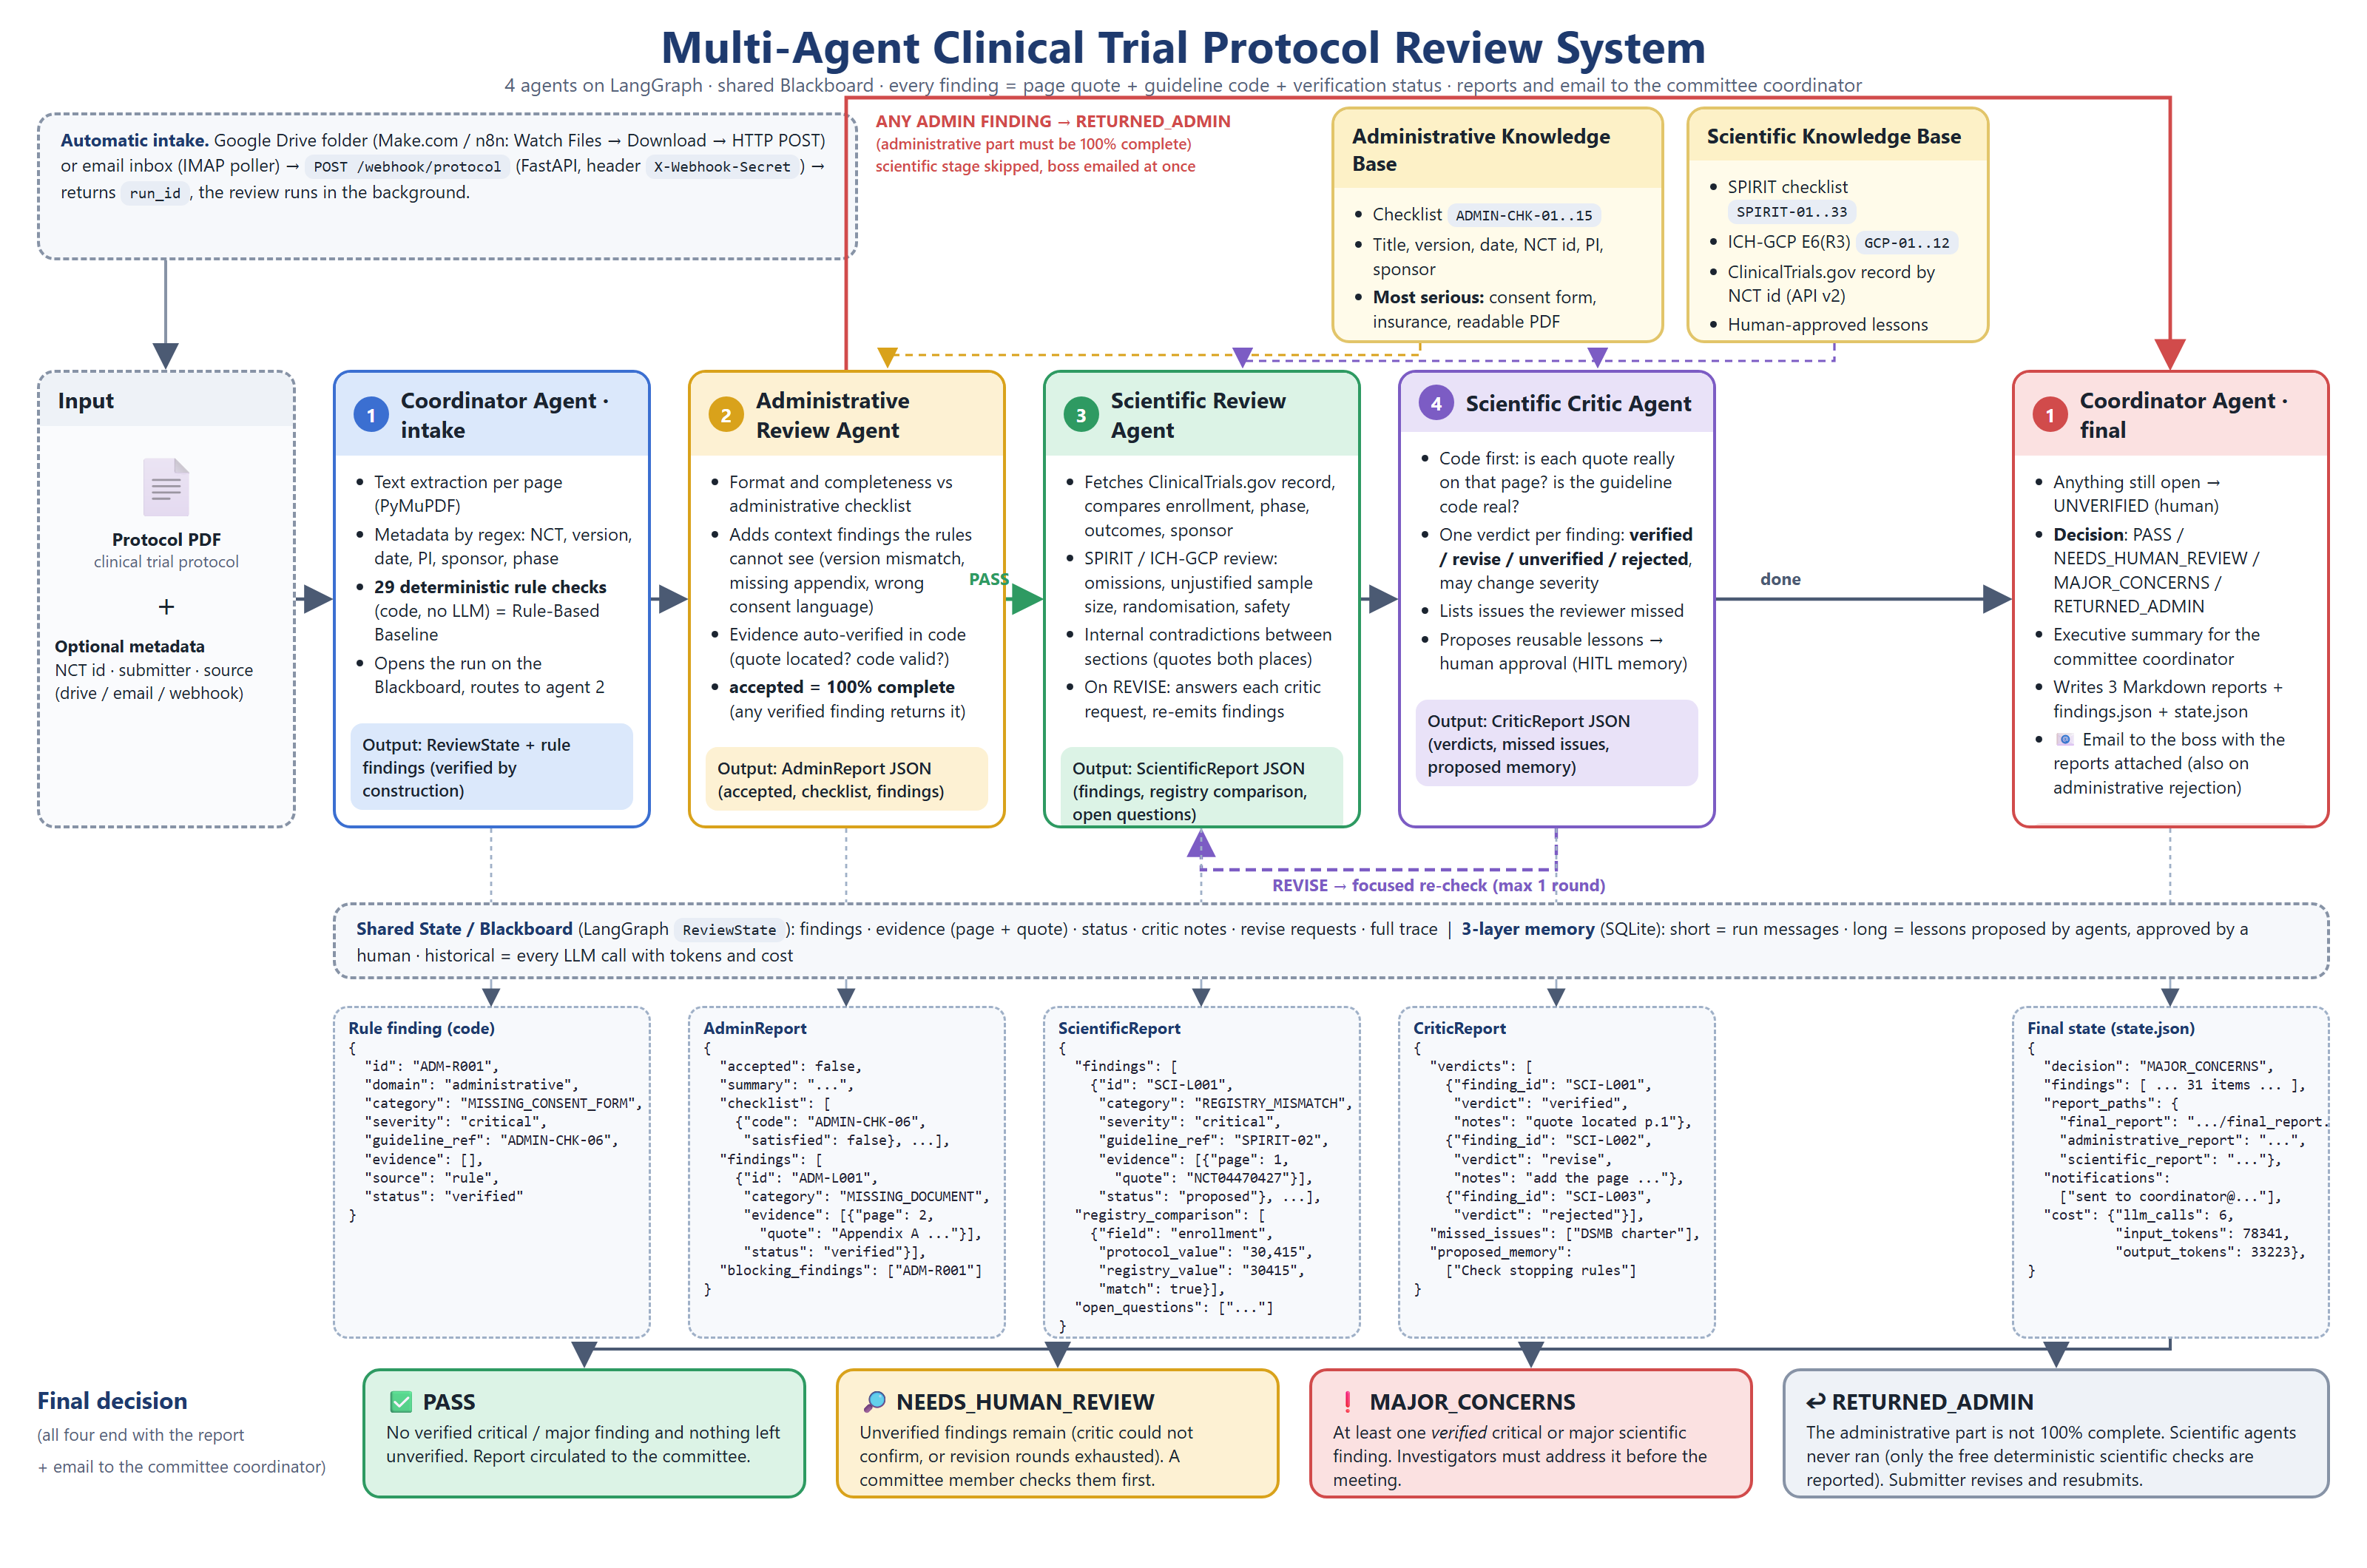 Multi-Agent Clinical Trial Protocol Review System
4 agents on LangGraph · shared Blackboard · every finding = page quote + guideline code + verification status · reports and email to the committee coordinator
Automatic intake. Google Drive folder (Make.com / n8n: Watch Files → Download → HTTP POST)
or email inbox (IMAP poller) → POST /webhook/protocol (FastAPI, header X-Webhook-Secret ) →
returns run_id , the review runs in the background.
ANY ADMIN FINDING → RETURNED_ADMIN
(administrative part must be 100% complete)
scientific stage skipped, boss emailed at once
Administrative Knowledge
Base
• Checklist ADMIN-CHK-01..15
• Title, version, date, NCT id, PI,
sponsor
• Most serious: consent form,
insurance, readable PDF
Scientific Knowledge Base
• SPIRIT checklist
SPIRIT-01..33
• ICH-GCP E6(R3) GCP-01..12
• ClinicalTrials.gov record by
NCT id (API v2)
• Human-approved lessons
Input
Protocol PDF
clinical trial protocol
+
Optional metadata
NCT id · submitter · source
(drive / email / webhook)
1
Coordinator Agent ·
intake
• Text extraction per page
(PyMuPDF)
• Metadata by regex: NCT, version,
date, PI, sponsor, phase
• 29 deterministic rule checks
(code, no LLM) = Rule-Based
Baseline
• Opens the run on the
Blackboard, routes to agent 2
Output: ReviewState + rule
findings (verified by
construction)
2
Administrative
Review Agent
• Format and completeness vs
administrative checklist
• Adds context findings the rules
cannot see (version mismatch,
missing appendix, wrong
consent language)
• Evidence auto-verified in code
(quote located? code valid?)
• accepted = 100% complete
(any verified finding returns it)
Output: AdminReport JSON
(accepted, checklist, findings)
PASS
3
Scientific Review
Agent
• Fetches ClinicalTrials.gov record,
compares enrollment, phase,
outcomes, sponsor
• SPIRIT / ICH-GCP review:
omissions, unjustified sample
size, randomisation, safety
• Internal contradictions between
sections (quotes both places)
• On REVISE: answers each critic
request, re-emits findings
Output: ScientificReport JSON
(findings, registry comparison,
open questions)
4
Scientific Critic Agent
• Code first: is each quote really
on that page? is the guideline
code real?
• One verdict per finding: verified
/ revise / unverified / rejected,
may change severity
• Lists issues the reviewer missed
• Proposes reusable lessons →
human approval (HITL memory)
Output: CriticReport JSON
(verdicts, missed issues,
proposed memory)
done
1
Coordinator Agent ·
final
• Anything still open →
UNVERIFIED (human)
• Decision: PASS /
NEEDS_HUMAN_REVIEW /
MAJOR_CONCERNS /
RETURNED_ADMIN
• Executive summary for the
committee coordinator
• Writes 3 Markdown reports +
findings.json + state.json
• Email to the boss with the
reports attached (also on
administrative rejection)
REVISE → focused re-check (max 1 round)
Shared State / Blackboard (LangGraph ReviewState ): findings · evidence (page + quote) · status · critic notes · revise requests · full trace | 3-layer memory (SQLite): short = run messages · long = lessons proposed by agents, approved by a
human · historical = every LLM call with tokens and cost
Rule finding (code)
{
"id": "ADM-R001",
"domain": "administrative",
"category": "MISSING_CONSENT_FORM",
"severity": "critical",
"guideline_ref": "ADMIN-CHK-06",
"evidence": [],
"source": "rule",
"status": "verified"
}
AdminReport
{
"accepted": false,
"summary": "...",
"checklist": [
{"code": "ADMIN-CHK-06",
"satisfied": false}, ...],
"findings": [
{"id": "ADM-L001",
"category": "MISSING_DOCUMENT",
"evidence": [{"page": 2,
"quote": "Appendix A ..."}],
"status": "verified"}],
"blocking_findings": ["ADM-R001"]
}
ScientificReport
{
"findings": [
{"id": "SCI-L001",
"category": "REGISTRY_MISMATCH",
"severity": "critical",
"guideline_ref": "SPIRIT-02",
"evidence": [{"page": 1,
"quote": "NCT04470427"}],
"status": "proposed"}, ...],
"registry_comparison": [
{"field": "enrollment",
"protocol_value": "30,415",
"registry_value": "30415",
"match": true}],
"open_questions": ["..."]
}
CriticReport
{
"verdicts": [
{"finding_id": "SCI-L001",
"verdict": "verified",
"notes": "quote located p.1"},
{"finding_id": "SCI-L002",
"verdict": "revise",
"notes": "add the page ..."},
{"finding_id": "SCI-L003",
"verdict": "rejected"}],
"missed_issues": ["DSMB charter"],
"proposed_memory":
["Check stopping rules"]
}
Final state (state.json)
{
"decision": "MAJOR_CONCERNS",
"findings": [ ... 31 items ... ],
"report_paths": {
"final_report": ".../final_report.
"administrative_report": "...",
"scientific_report": "..."},
"notifications":
["sent to coordinator@..."],
"cost": {"llm_calls": 6,
"input_tokens": 78341,
"output_tokens": 33223},
}
Final decision
(all four end with the report
+ email to the committee coordinator)
✅ PASS
No verified critical / major finding and nothing left
unverified. Report circulated to the committee.
🔎 NEEDS_HUMAN_REVIEW
Unverified findings remain (critic could not
confirm, or revision rounds exhausted). A
committee member checks them first.
❗ MAJOR_CONCERNS
At least one verified critical or major scientific
finding. Investigators must address it before the
meeting.
↩ RETURNED_ADMIN
The administrative part is not 100% complete. Scientific agents
never ran (only the free deterministic scientific checks are
reported). Submitter revises and resubmits.